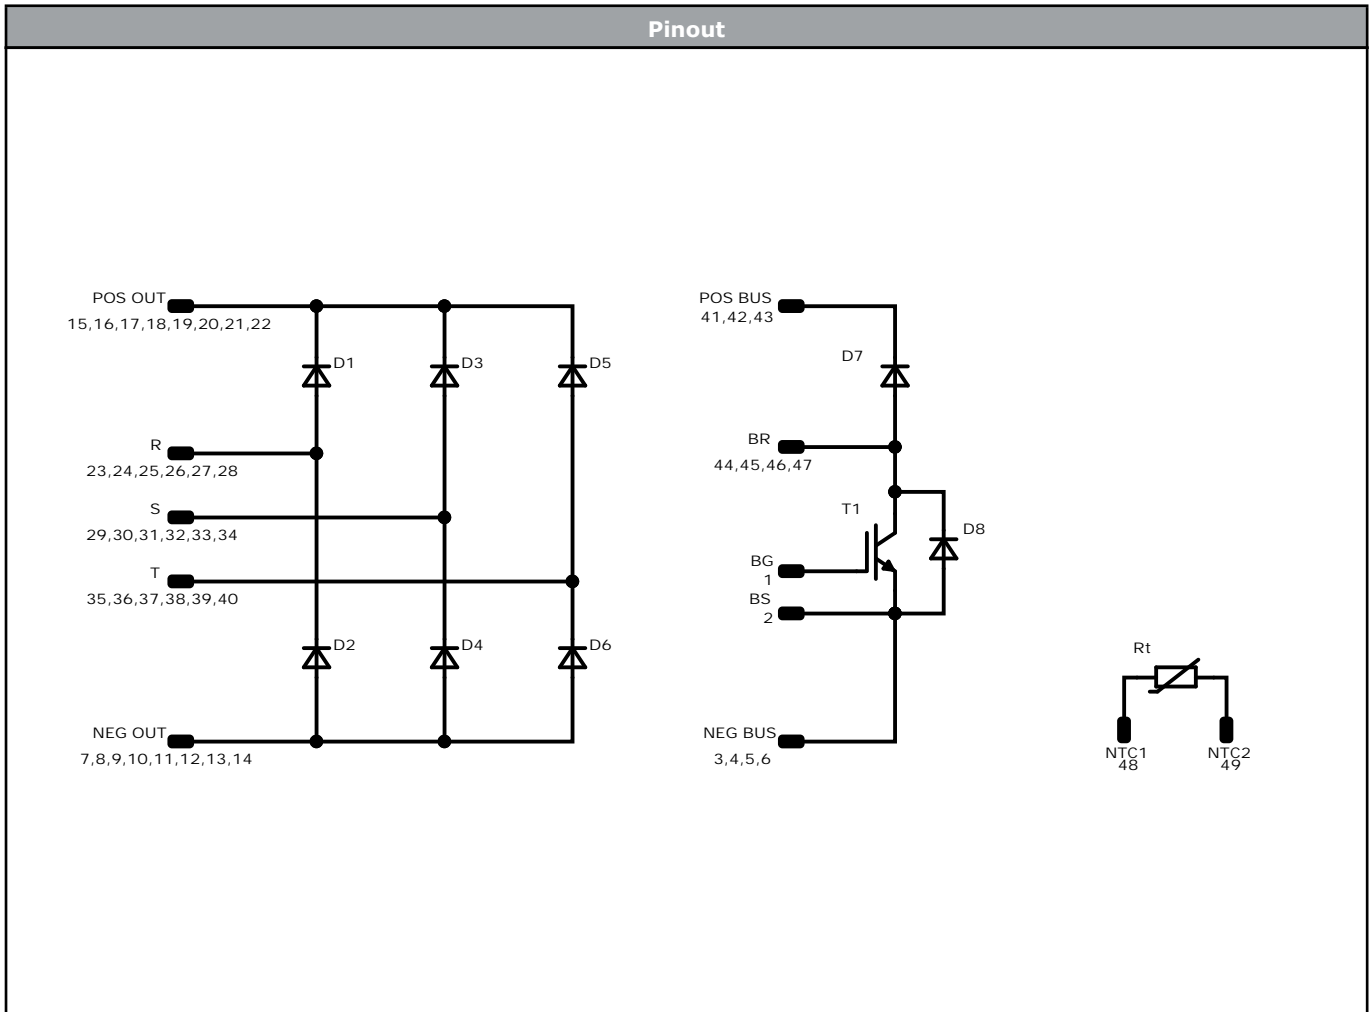 Pinout
POS OUT
15,16,17,18,19,20,21,22
D1
D3
D5
R
23,24,25,26,27,28
S
29,30,31,32,33,34
T
35,36,37,38,39,40
D2
D4
D6
NEG OUT
7,8,9,10,11,12,13,14
POS BUS
41,42,43
D7
BR
44,45,46,47
T1
D8
BG
1
BS
2
NEG BUS
3,4,5,6
Rt
NTC1
48
NTC2
49